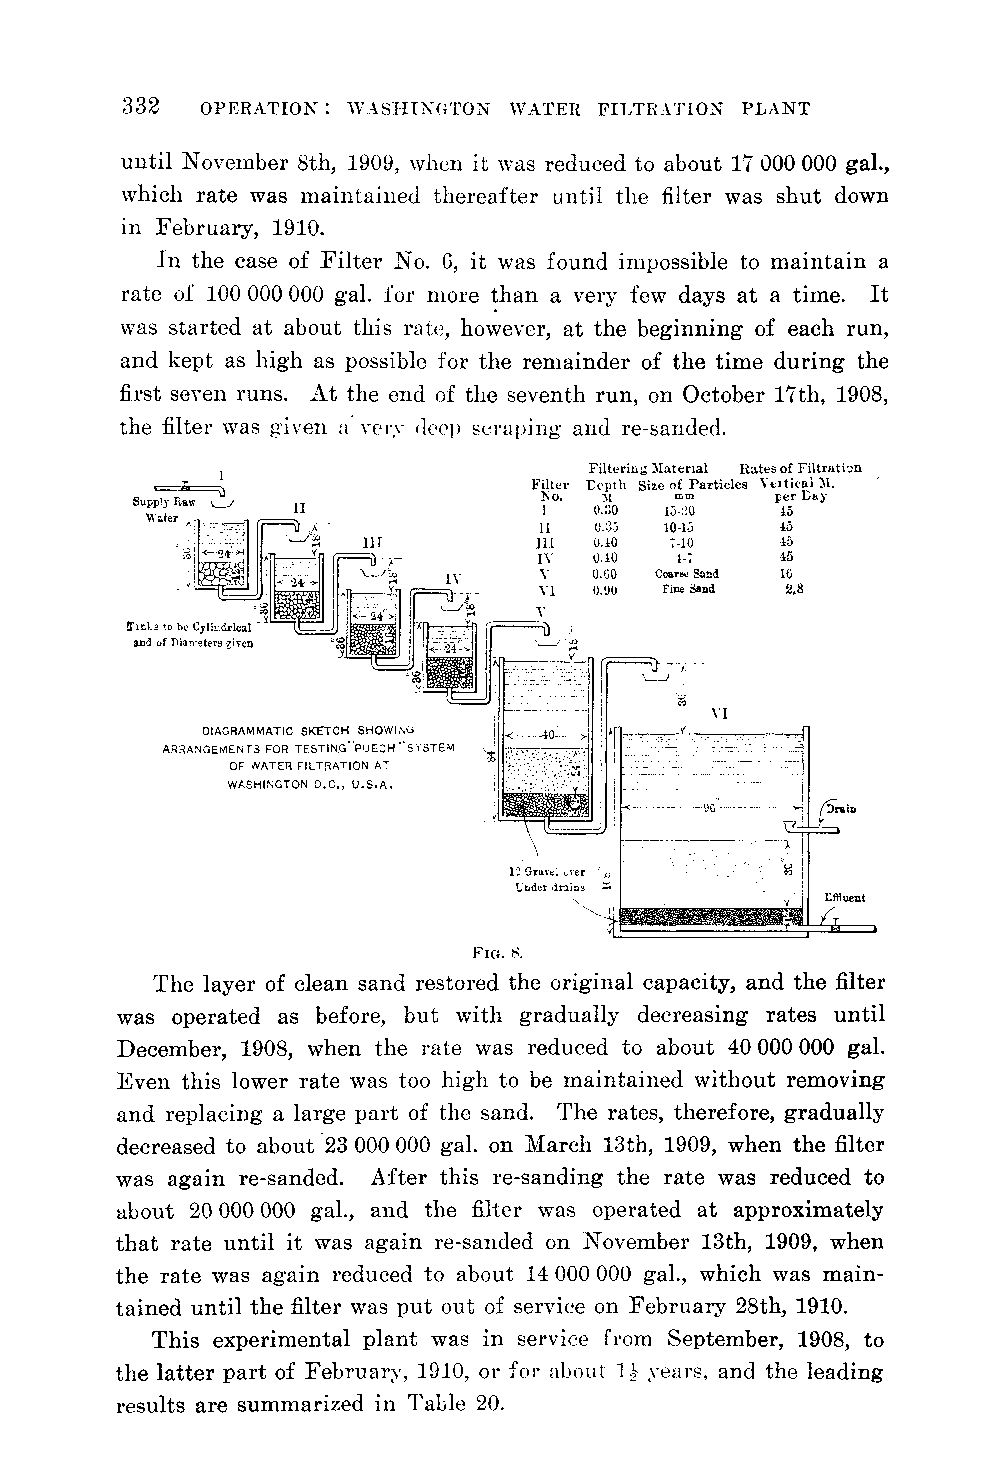 332 OPERATION: WASHINGTON WATER FILTRATION PLANT
until November 8th, 1909, when it was reduced to about 17 000 000 gal.,
which rate was maintained thereafter until the filter was shut down
in February, 1910.
In the case of Filter No. 6, it was found impossible to maintain a
rate of 100 000 000 gal. for more than a very few days at a time. It
was started at about this rate, however, at the beginning of each run,
and kept as high as possible for the remainder of the time during the
first seven runs. At the end of the seventh run, on October 17th, 1908,
the filter was given a very deep scraping and re-sanded.
Filtering Material Rates of Filtration
Filter Depth Size of Particles Vertical M.
No. M mm per Day
I 0.30 15-20 45
II 0.35 10-15 45
III 0.40 7-10 45
IV 0.40 4-7 45
V 0.60 Coarse Sand 16
VI 0.90 Fine Sand 2.8
I
Supply Raw
Water
II
III
IV
V
VI
24
24
24
24
40
96
36
36
36
36
18
18
18
18
84
Tanks to be Cylindrical
and of Diameters given
DIAGRAMMATIC SKETCH SHOWING
ARRANGEMENTS FOR TESTING "PUECH" SYSTEM
OF WATER FILTRATION AT
WASHINGTON D.C., U.S.A.
Drain
12 Gravel over
Under drains
Effluent
FIG. 8.
The layer of clean sand restored the original capacity, and the filter
was operated as before, but with gradually decreasing rates until
December, 1908, when the rate was reduced to about 40 000 000 gal.
Even this lower rate was too high to be maintained without removing
and replacing a large part of the sand. The rates, therefore, gradually
decreased to about 23 000 000 gal. on March 13th, 1909, when the filter
was again re-sanded. After this re-sanding the rate was reduced to
about 20 000 000 gal., and the filter was operated at approximately
that rate until it was again re-sanded on November 13th, 1909, when
the rate was again reduced to about 14 000 000 gal., which was main-
tained until the filter was put out of service on February 28th, 1910.
This experimental plant was in service from September, 1908, to
the latter part of February, 1910, or for about 1½ years, and the leading
results are summarized in Table 20.